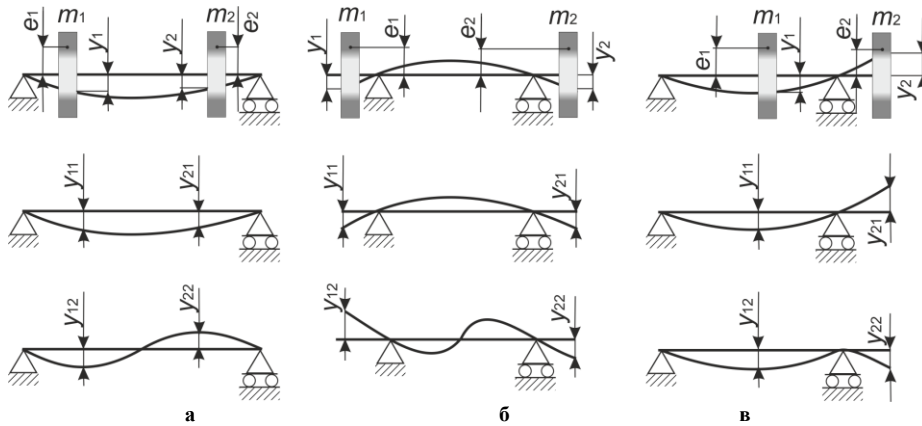 e1 m1 y1 y2 m2 e2
y1 m1 e1 e2 m2 y2
e1 m1 y1 e2 m2 y2
y11 y21
y11 y21
y11 y21
y12 y22
y12 y22
y12 y22
а б в